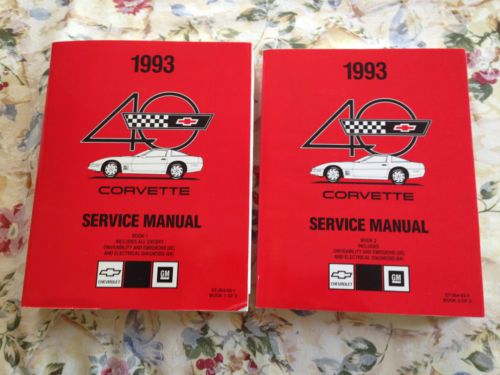 1993
40
CORVETTE
SERVICE MANUAL
BOOK 1
INCLUDES ALL EXCEPT
DRIVEABILITY AND EMISSIONS (6E)
AND ELECTRICAL DIAGNOSIS (8A)
CHEVROLET
GM
BOOK 1 OF 2
1993
40
CORVETTE
SERVICE MANUAL
BOOK 2
INCLUDES
DRIVEABILITY AND EMISSIONS (6E)
AND ELECTRICAL DIAGNOSIS (8A)
CHEVROLET
GM
BOOK 2 OF 2